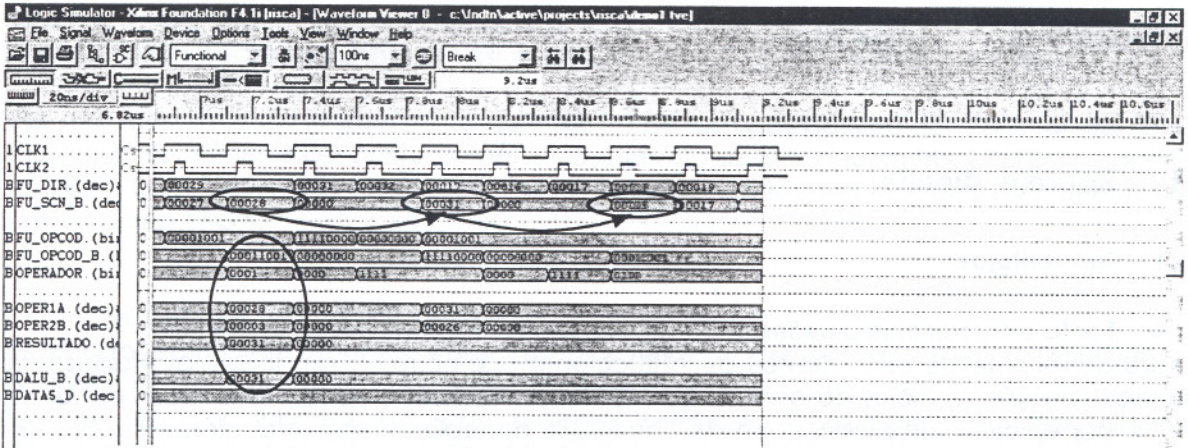 Logic Simulator - Xilinx Foundation F4.1i [risca] - [Waveform Viewer 0 - c:\fndtn\active\projects\risca\demo1.tve]
File Signal Waveform Device Options Tools View Window Help
Functional 100ns Break
9.2us
20ns/div
6.82us 7us 7.2us 7.4us 7.6us 7.8us 8us 8.2us 8.4us 8.6us 8.8us 9us 9.2us 9.4us 9.6us 9.8us 10us 10.2us 10.4us 10.6us
CLK1
CLK2
B FU_DIR.(dec) 00029 00031 00032 00017 00019
B FU_SCN_B.(dec 00027 00028 00000 00031 00000 0017
B FU_OPCOD.(bi 00001001 11110000 00000000 00001001
B FU_OPCOD_B.( 00011001 00000000 11110000 00000000
B OPERADOR.(bi 0001 0000 1111 0000 1111 0100
B OPER1A.(dec) 00028 00000 00031 00000
B OPER2B.(dec) 00003 00000 00026 00000
B RESULTADO.(de 00031 00000
B DALU_B.(dec) 00031 00000
B DATAS_D.(dec